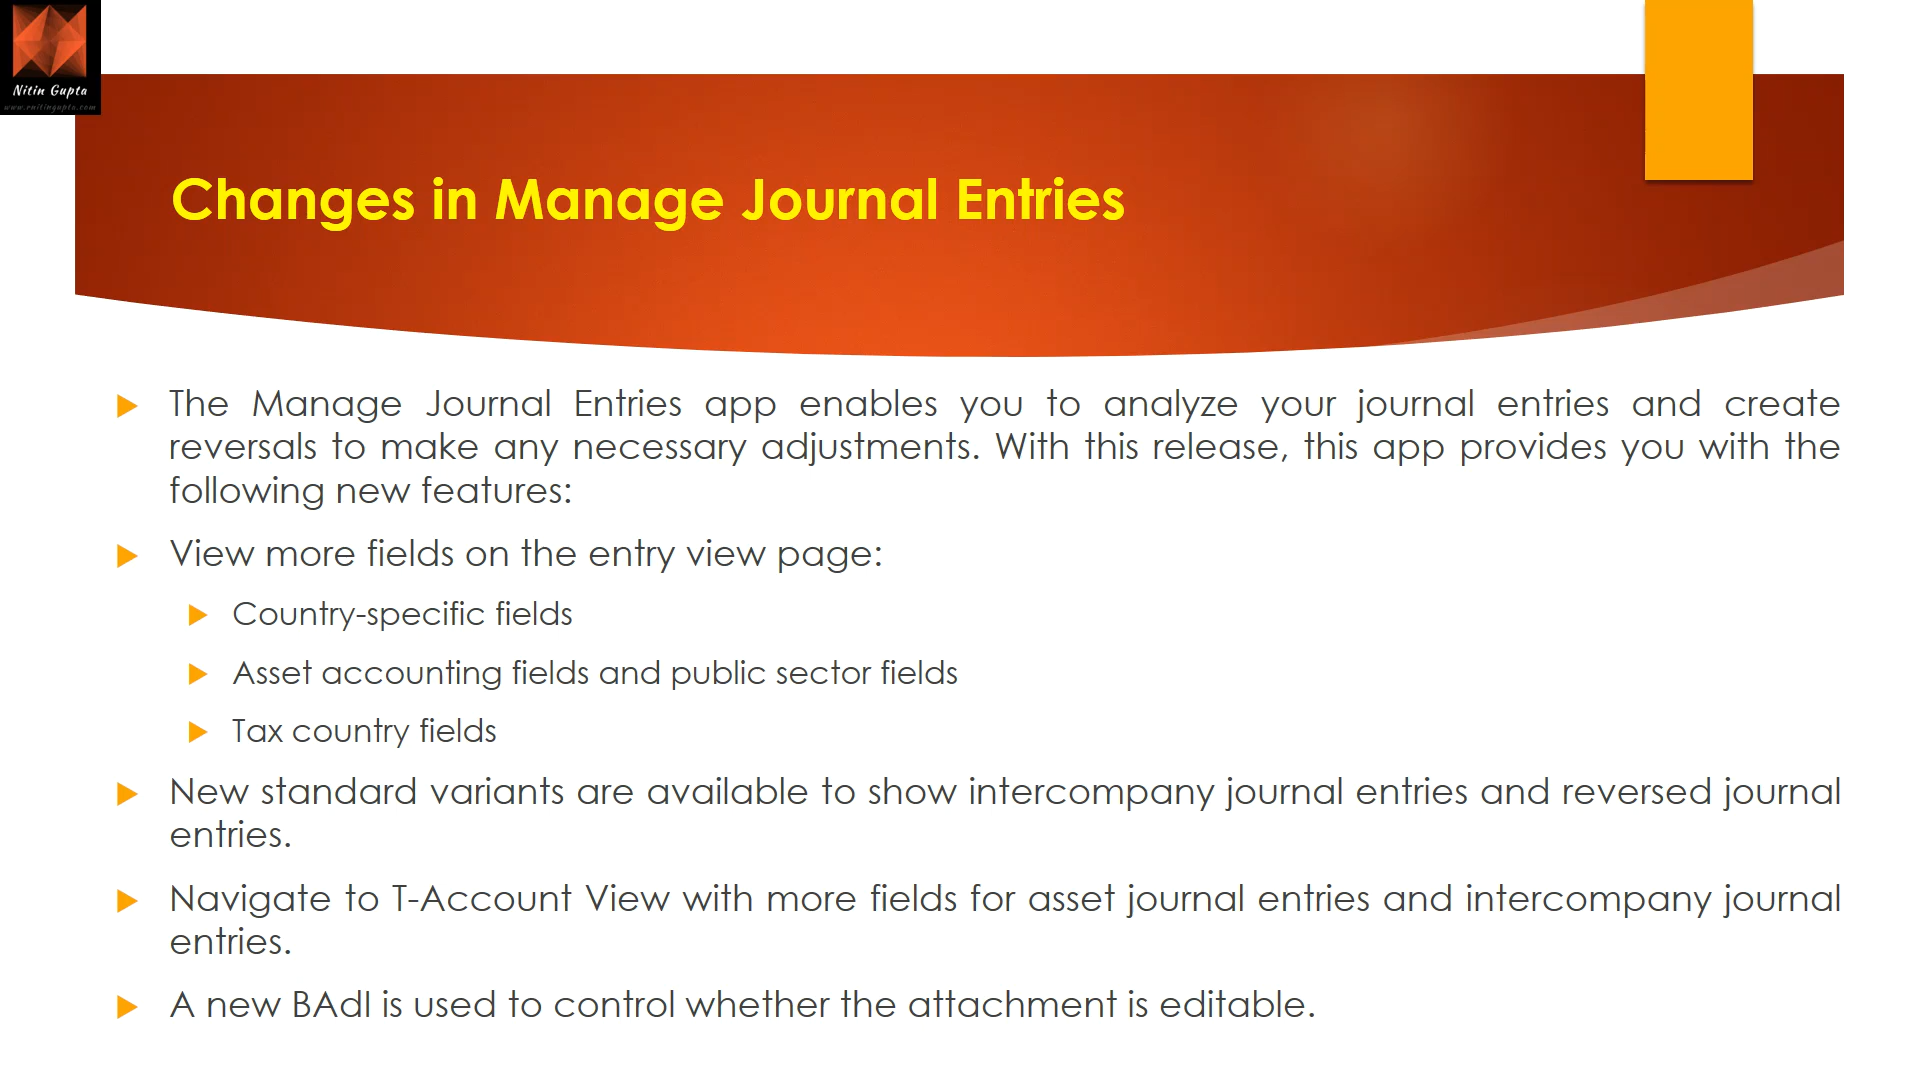 Nitin Gupta
www.rnitingupta.com
Changes in Manage Journal Entries
The Manage Journal Entries app enables you to analyze your journal entries and create
reversals to make any necessary adjustments. With this release, this app provides you with the
following new features:
View more fields on the entry view page:
Country-specific fields
Asset accounting fields and public sector fields
Tax country fields
New standard variants are available to show intercompany journal entries and reversed journal
entries.
Navigate to T-Account View with more fields for asset journal entries and intercompany journal
entries.
A new BAdI is used to control whether the attachment is editable.